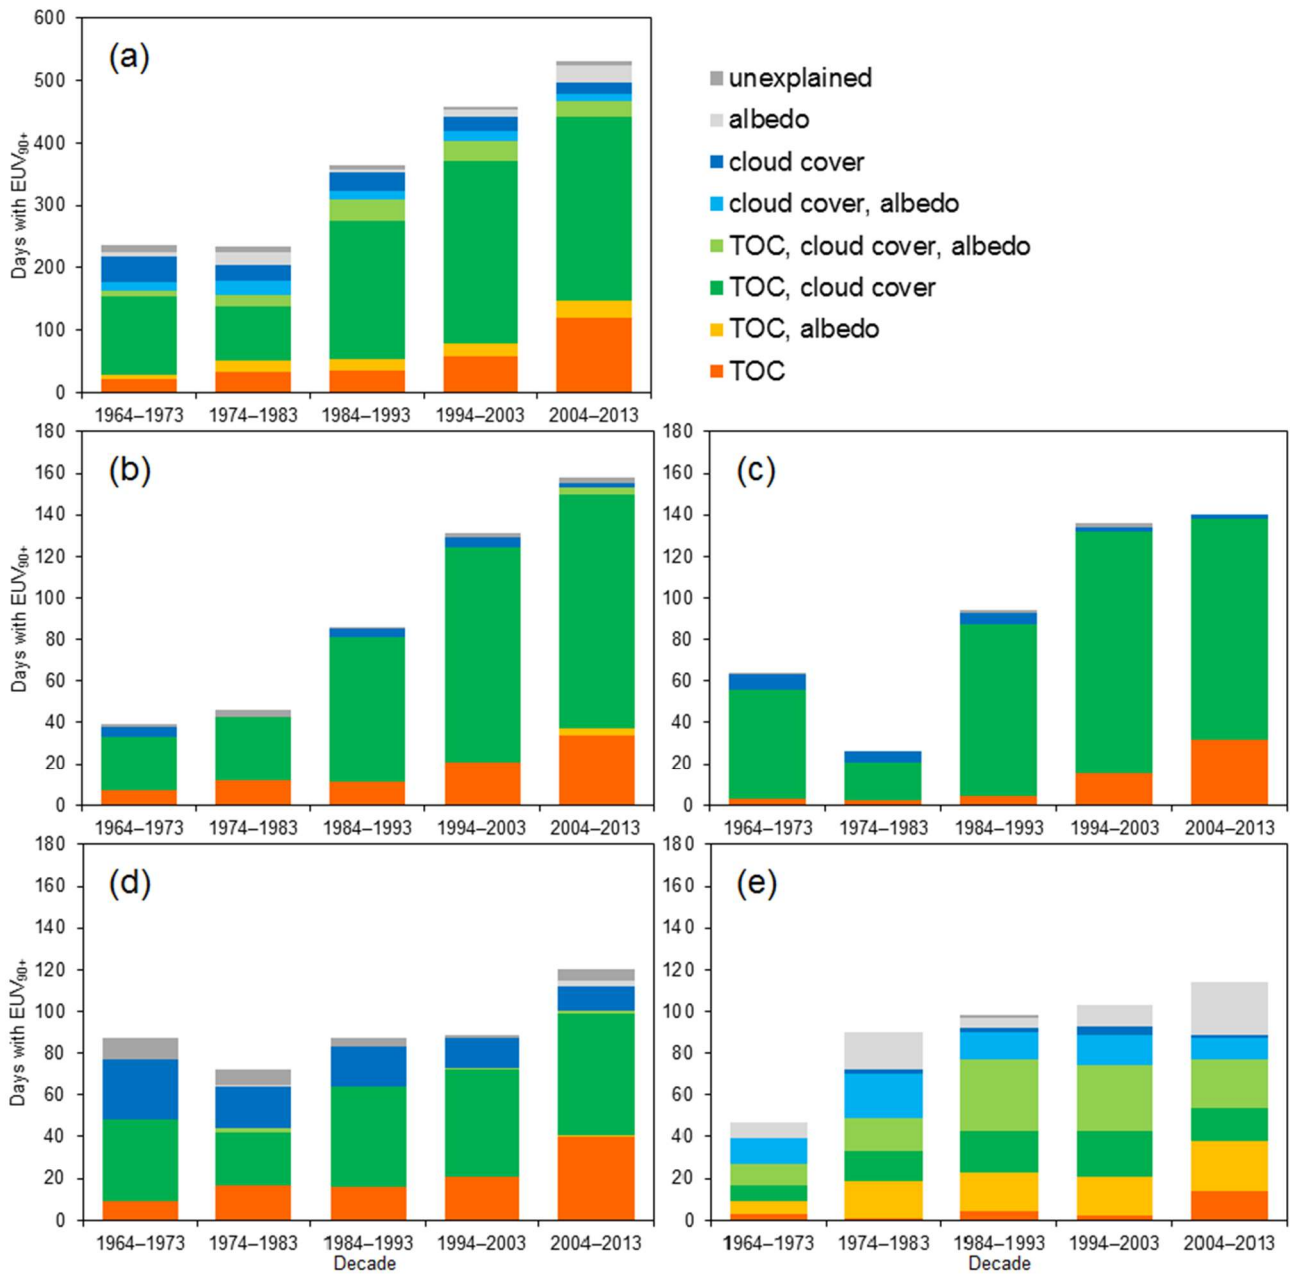 (a)
600
500
400
300
200
100
0
Days with EUV90+
1964–1973 1974–1983 1984–1993 1994–2003 2004–2013
unexplained
albedo
cloud cover
cloud cover, albedo
TOC, cloud cover, albedo
TOC, cloud cover
TOC, albedo
TOC
(b)
180
160
140
120
100
80
60
40
20
0
Days with EUV90+
1964–1973 1974–1983 1984–1993 1994–2003 2004–2013
(c)
180
160
140
120
100
80
60
40
20
0
1964–1973 1974–1983 1984–1993 1994–2003 2004–2013
(d)
180
160
140
120
100
80
60
40
20
0
Days with EUV90+
1964–1973 1974–1983 1984–1993 1994–2003 2004–2013
Decade
(e)
180
160
140
120
100
80
60
40
20
0
1964–1973 1974–1983 1984–1993 1994–2003 2004–2013
Decade